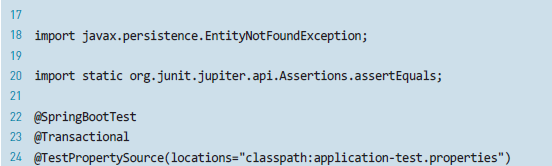 17
18 import javax.persistence.EntityNotFoundException;
19
20 import static org.junit.jupiter.api.Assertions.assertEquals;
21
22 @SpringBootTest
23 @Transactional
24 @TestPropertySource(locations="classpath:application-test.properties")